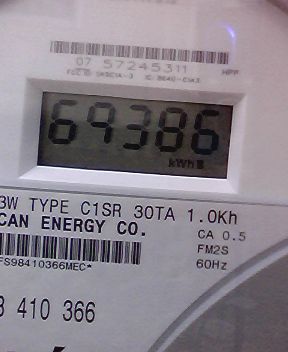 07 57245311
69386
kWh
3W TYPE C1SR 30TA 1.0Kh
CAN ENERGY CO.
CA 0.5
FM2S
FS98410366MEC*
60Hz
410 366